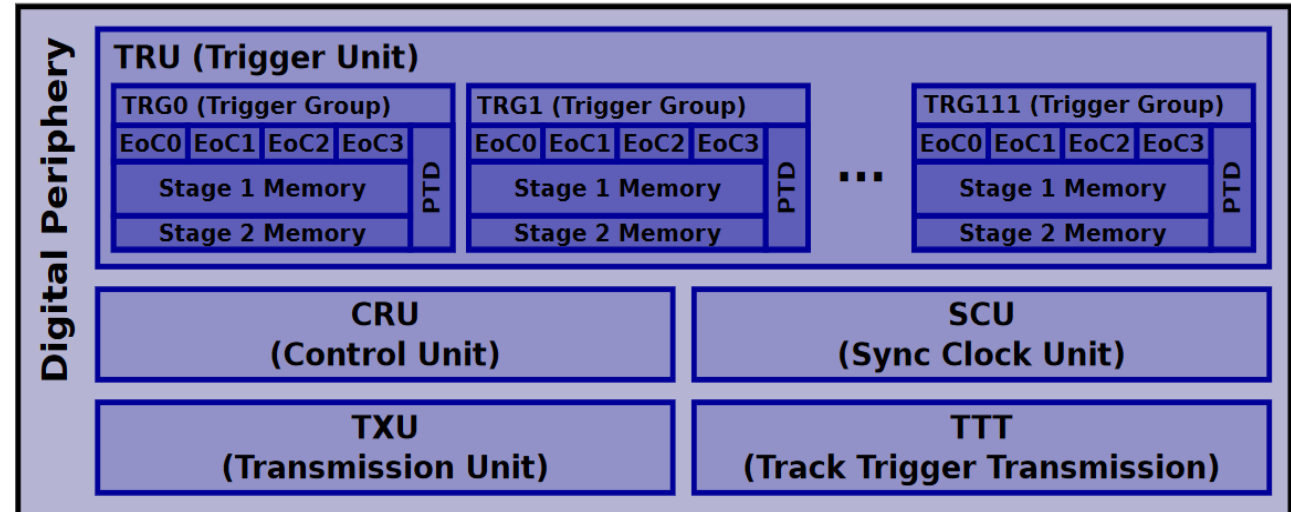 Digital Periphery
TRU (Trigger Unit)
TRG0 (Trigger Group)
EoC0 EoC1 EoC2 EoC3
PTD
Stage 1 Memory
Stage 2 Memory
TRG1 (Trigger Group)
EoC0 EoC1 EoC2 EoC3
PTD
Stage 1 Memory
Stage 2 Memory
...
TRG111 (Trigger Group)
EoC0 EoC1 EoC2 EoC3
PTD
Stage 1 Memory
Stage 2 Memory
CRU
(Control Unit)
SCU
(Sync Clock Unit)
TXU
(Transmission Unit)
TTT
(Track Trigger Transmission)